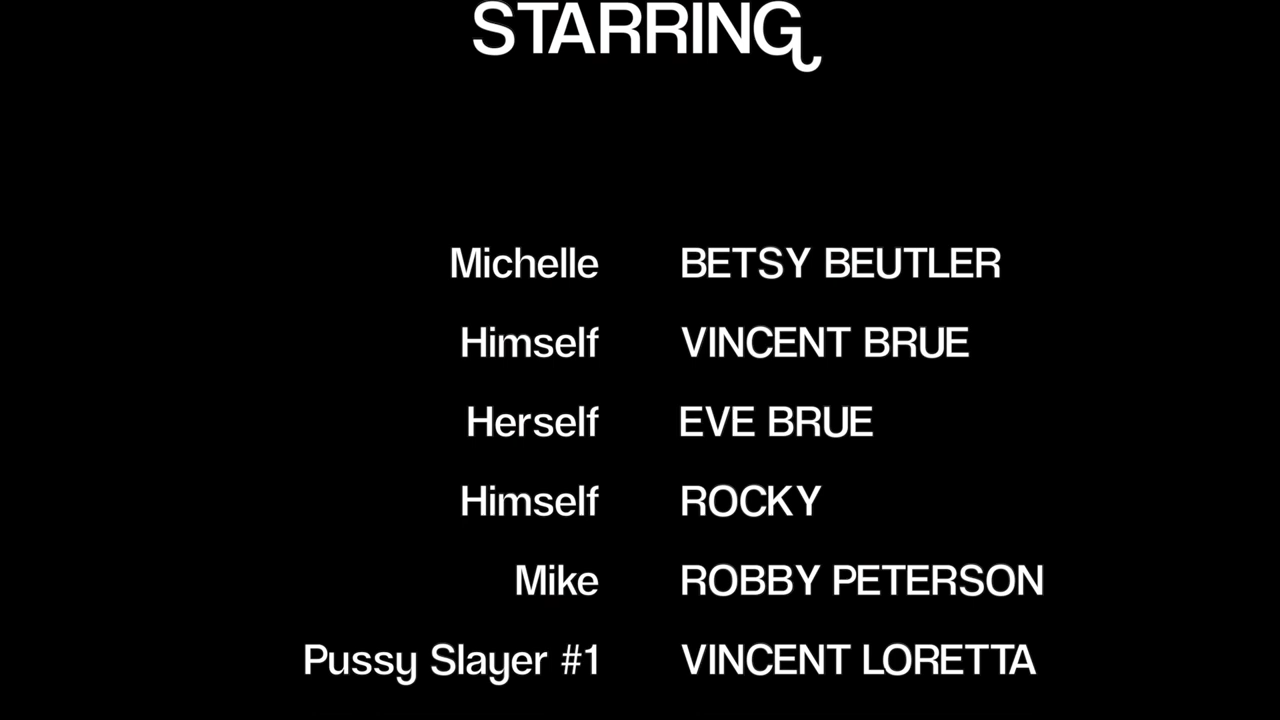 STARRING
Michelle BETSY BEUTLER
Himself VINCENT BRUE
Herself EVE BRUE
Himself ROCKY
Mike ROBBY PETERSON
Pussy Slayer #1 VINCENT LORETTA